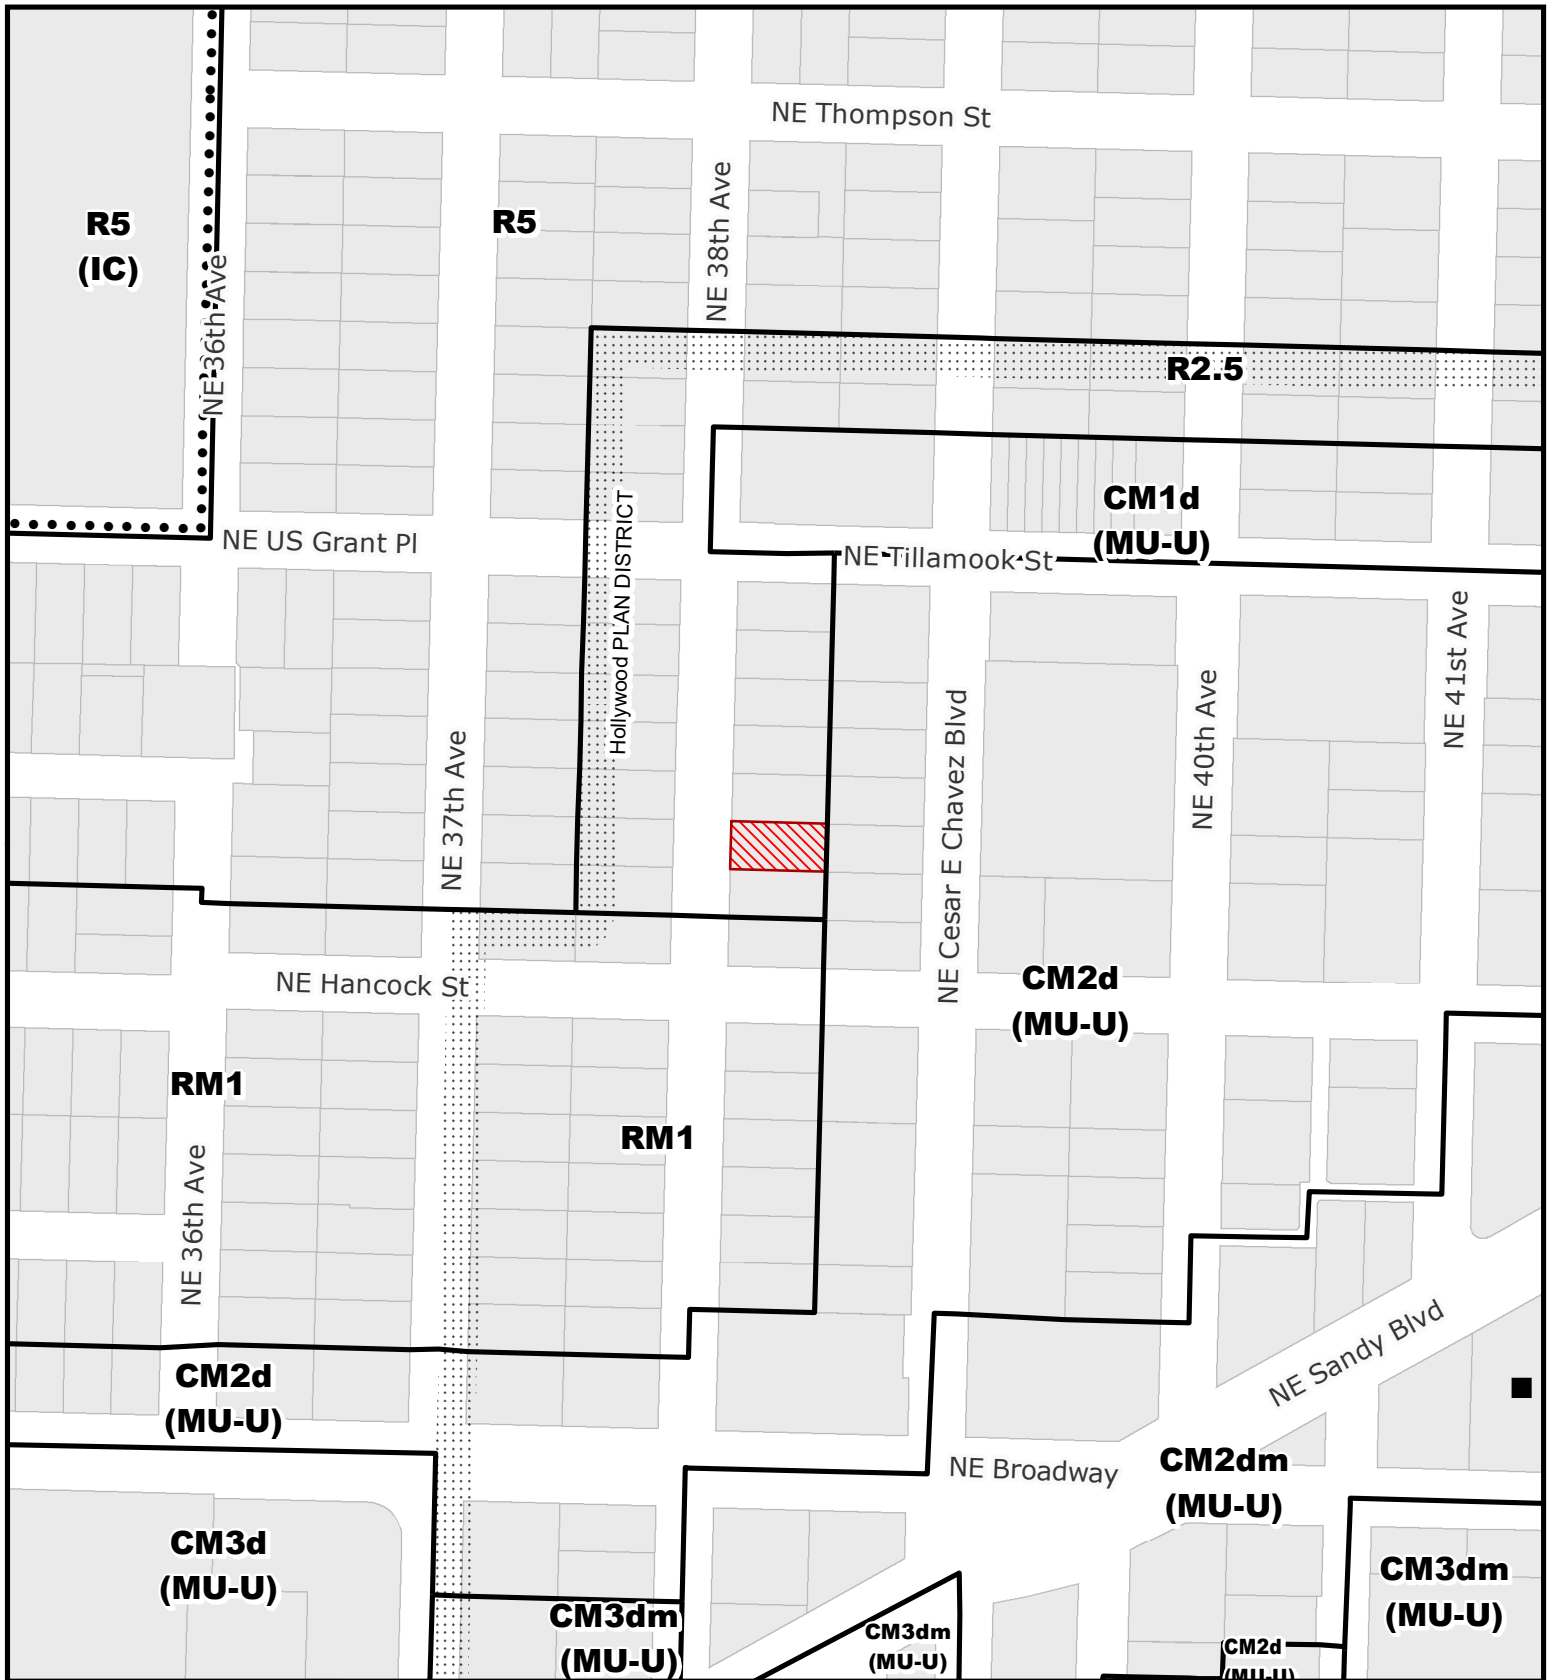 NE Thompson St
R5
(IC)
R5
NE 38th Ave
NE 36th Ave
R2.5
CM1d
(MU-U)
NE US Grant Pl
NE Tillamook St
Hollywood PLAN DISTRICT
NE 41st Ave
NE 40th Ave
NE Cesar E Chavez Blvd
NE 37th Ave
NE Hancock St
CM2d
(MU-U)
RM1
RM1
NE 36th Ave
NE Sandy Blvd
CM2d
(MU-U)
NE Broadway
CM2dm
(MU-U)
CM3d
(MU-U)
CM3dm
(MU-U)
CM3dm
(MU-U)
CM3dm
(MU-U)
CM2d
(MU-U)